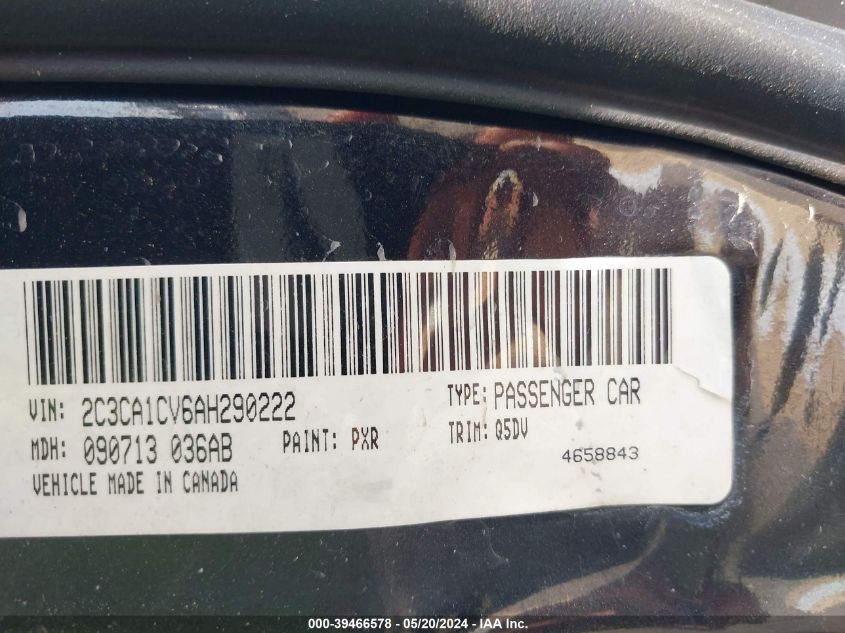 VIN: 2C3CA1CV6AH290222 TYPE: PASSENGER CAR
MDH: 090713 036AB PAINT: PXR TRIM: Q5DV
4658843
VEHICLE MADE IN CANADA
000-39466578 - 05/20/2024 - IAA Inc.